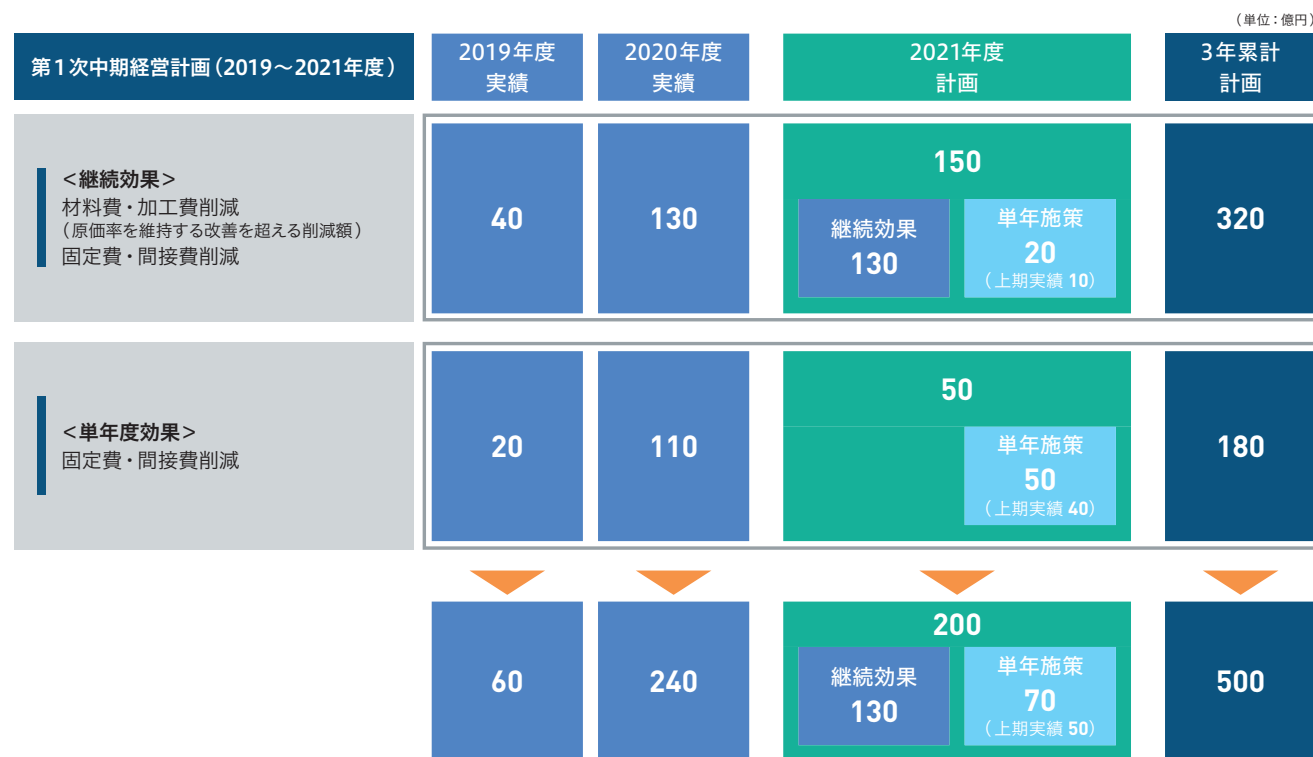 （単位：億円）
第1次中期経営計画（2019～2021年度）
2019年度
実績
2020年度
実績
2021年度
計画
3年累計
計画
＜継続効果＞
材料費・加工費削減
（原価率を維持する改善を超える削減額）
固定費・間接費削減
40
130
150
継続効果
130
単年施策
20
（上期実績 10）
320
＜単年度効果＞
固定費・間接費削減
20
110
50
単年施策
50
（上期実績 40）
180
60
240
200
継続効果
130
単年施策
70
（上期実績 50）
500